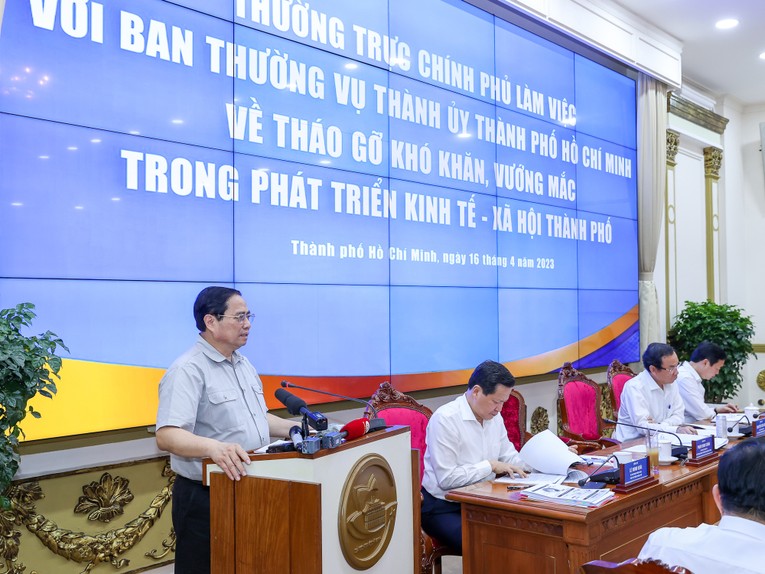 THƯỜNG TRỰC CHÍNH PHỦ LÀM VIỆC
VỚI BAN THƯỜNG VỤ THÀNH ỦY THÀNH PHỐ HỒ CHÍ MINH
VỀ THÁO GỠ KHÓ KHĂN, VƯỚNG MẮC
TRONG PHÁT TRIỂN KINH TẾ - XÃ HỘI THÀNH PHỐ
Thành phố Hồ Chí Minh, ngày 16 tháng 4 năm 2023